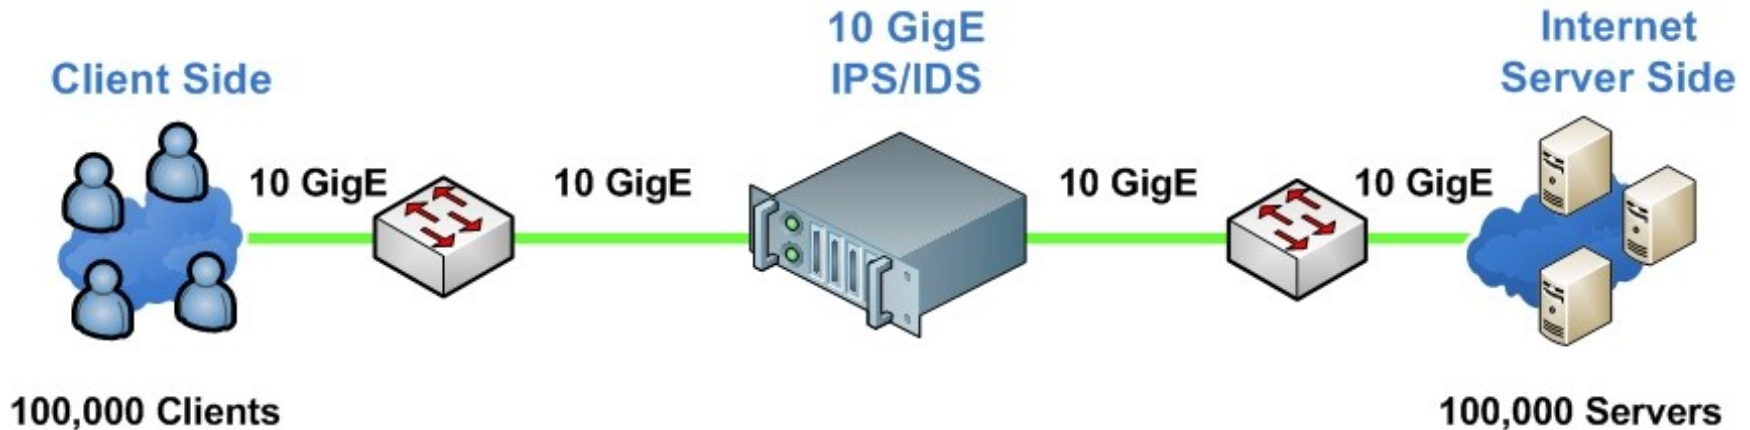 10 GigE
IPS/IDS
Internet
Server Side
Client Side
10 GigE
10 GigE
10 GigE
10 GigE
100,000 Clients
100,000 Servers